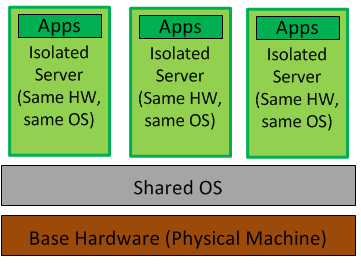 Apps
Isolated
Server
(Same HW,
same OS)
Apps
Isolated
Server
(Same HW,
same OS)
Apps
Isolated
Server
(Same HW,
same OS)
Shared OS
Base Hardware (Physical Machine)